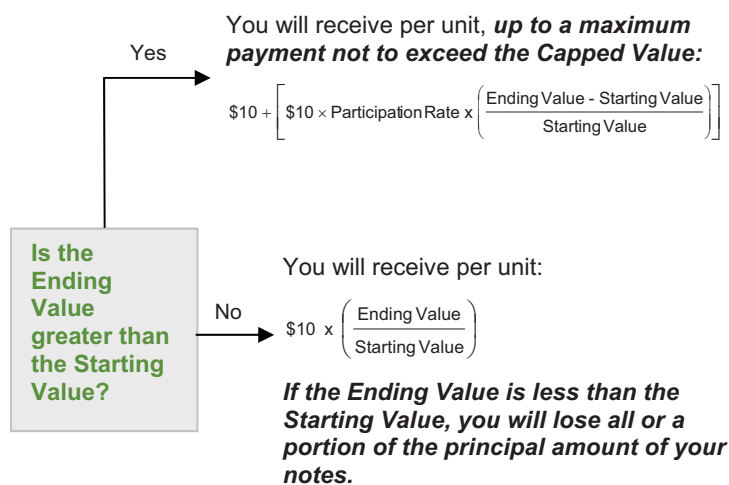 You will receive per unit, up to a maximum
payment not to exceed the Capped Value:
Yes
$10 + [ $10 × Participation Rate x ( Ending Value - Starting Value / Starting Value ) ]
Is the
Ending
Value
greater than
the Starting
Value?
No
You will receive per unit:
$10 x ( Ending Value / Starting Value )
If the Ending Value is less than the
Starting Value, you will lose all or a
portion of the principal amount of your
notes.